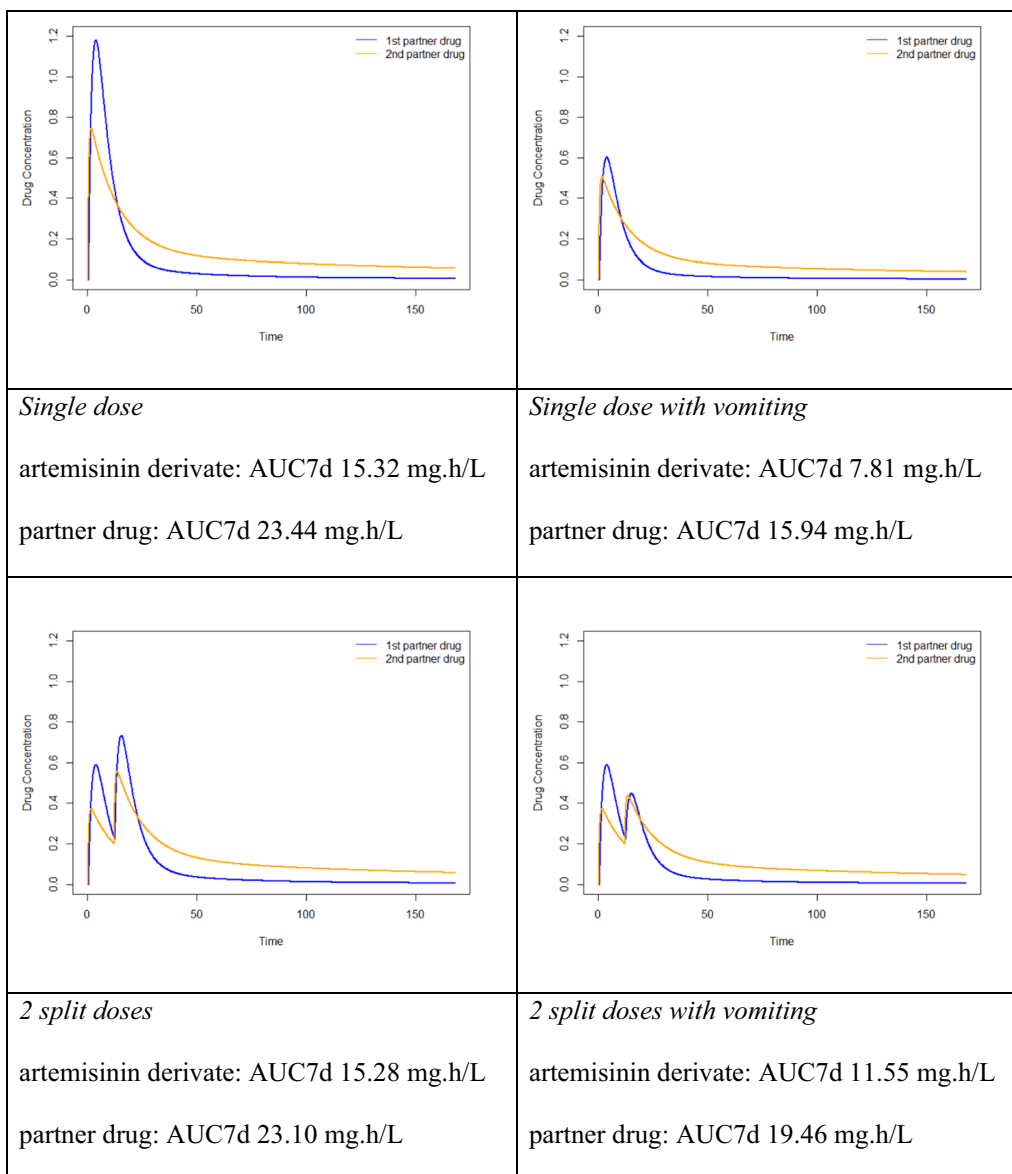 1st partner drug
2nd partner drug
Drug Concentration
0.0 0.2 0.4 0.6 0.8 1.0 1.2
0 50 100 150
Time
1st partner drug
2nd partner drug
Drug Concentration
0.0 0.2 0.4 0.6 0.8 1.0 1.2
0 50 100 150
Time
Single dose
artemisinin derivate: AUC7d 15.32 mg.h/L
partner drug: AUC7d 23.44 mg.h/L
Single dose with vomiting
artemisinin derivate: AUC7d 7.81 mg.h/L
partner drug: AUC7d 15.94 mg.h/L
1st partner drug
2nd partner drug
Drug Concentration
0.0 0.2 0.4 0.6 0.8 1.0 1.2
0 50 100 150
Time
1st partner drug
2nd partner drug
Drug Concentration
0.0 0.2 0.4 0.6 0.8 1.0 1.2
0 50 100 150
Time
2 split doses
artemisinin derivate: AUC7d 15.28 mg.h/L
partner drug: AUC7d 23.10 mg.h/L
2 split doses with vomiting
artemisinin derivate: AUC7d 11.55 mg.h/L
partner drug: AUC7d 19.46 mg.h/L